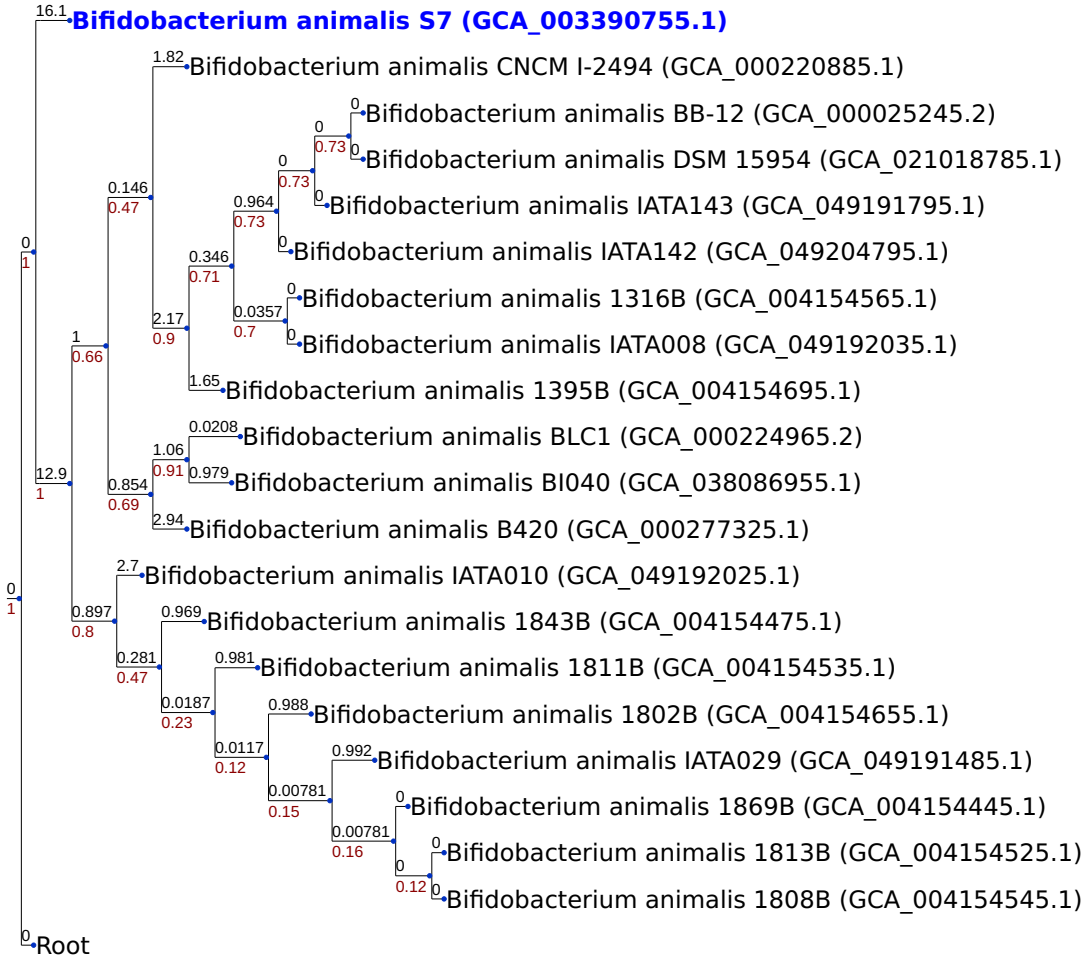 16.1 Bifidobacterium animalis S7 (GCA_003390755.1)
1.82 Bifidobacterium animalis CNCM I-2494 (GCA_000220885.1)
0 Bifidobacterium animalis BB-12 (GCA_000025245.2)
0
0.73
0 Bifidobacterium animalis DSM 15954 (GCA_021018785.1)
0
0.73
0.146
0.47
0 Bifidobacterium animalis IATA143 (GCA_049191795.1)
0.964
0.73
0
1
0 Bifidobacterium animalis IATA142 (GCA_049204795.1)
0.346
0.71
0 Bifidobacterium animalis 1316B (GCA_004154565.1)
0.0357
0.7
2.17
0.9
0 Bifidobacterium animalis IATA008 (GCA_049192035.1)
1
0.66
1.65 Bifidobacterium animalis 1395B (GCA_004154695.1)
0.0208 Bifidobacterium animalis BLC1 (GCA_000224965.2)
1.06
0.91
0.979 Bifidobacterium animalis BI040 (GCA_038086955.1)
12.9
1
0.854
0.69
2.94 Bifidobacterium animalis B420 (GCA_000277325.1)
2.7 Bifidobacterium animalis IATA010 (GCA_049192025.1)
0
1
0.897
0.8
0.969 Bifidobacterium animalis 1843B (GCA_004154475.1)
0.281
0.47
0.981 Bifidobacterium animalis 1811B (GCA_004154535.1)
0.0187
0.23
0.988 Bifidobacterium animalis 1802B (GCA_004154655.1)
0.0117
0.12
0.992 Bifidobacterium animalis IATA029 (GCA_049191485.1)
0.00781
0.15
0 Bifidobacterium animalis 1869B (GCA_004154445.1)
0.00781
0.16
0 Bifidobacterium animalis 1813B (GCA_004154525.1)
0
0.12
0 Bifidobacterium animalis 1808B (GCA_004154545.1)
0 Root